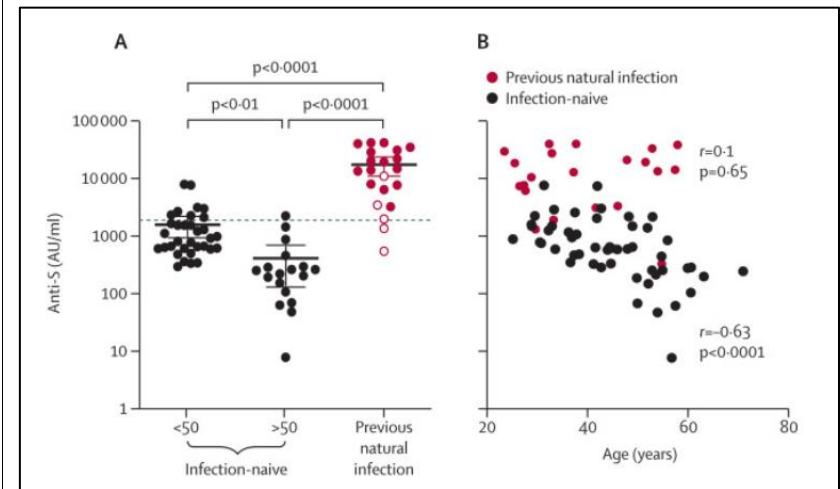 A
p<0·0001
p<0·01
p<0·0001
100 000
10 000
1000
100
10
1
Anti-S (AU/ml)
<50
>50
Previous
natural
infection
Infection-naive
B
Previous natural infection
Infection-naive
r=0·1
p=0·65
r=–0·63
p<0·0001
20
40
60
80
Age (years)